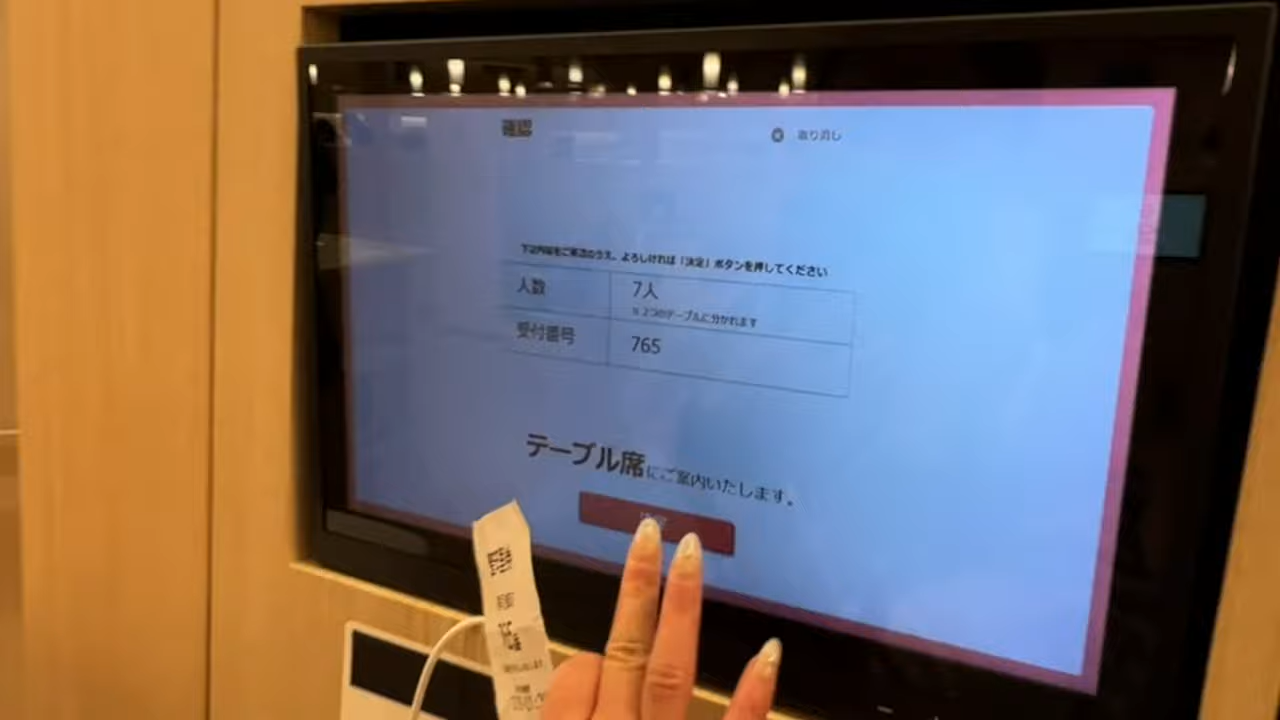 確認
取り消し
下記内容をご確認のうえ、よろしければ「決定」ボタンを押してください
人数 7人
※2つのテーブルに分かれます
受付番号 765
テーブル席にご案内いたします。